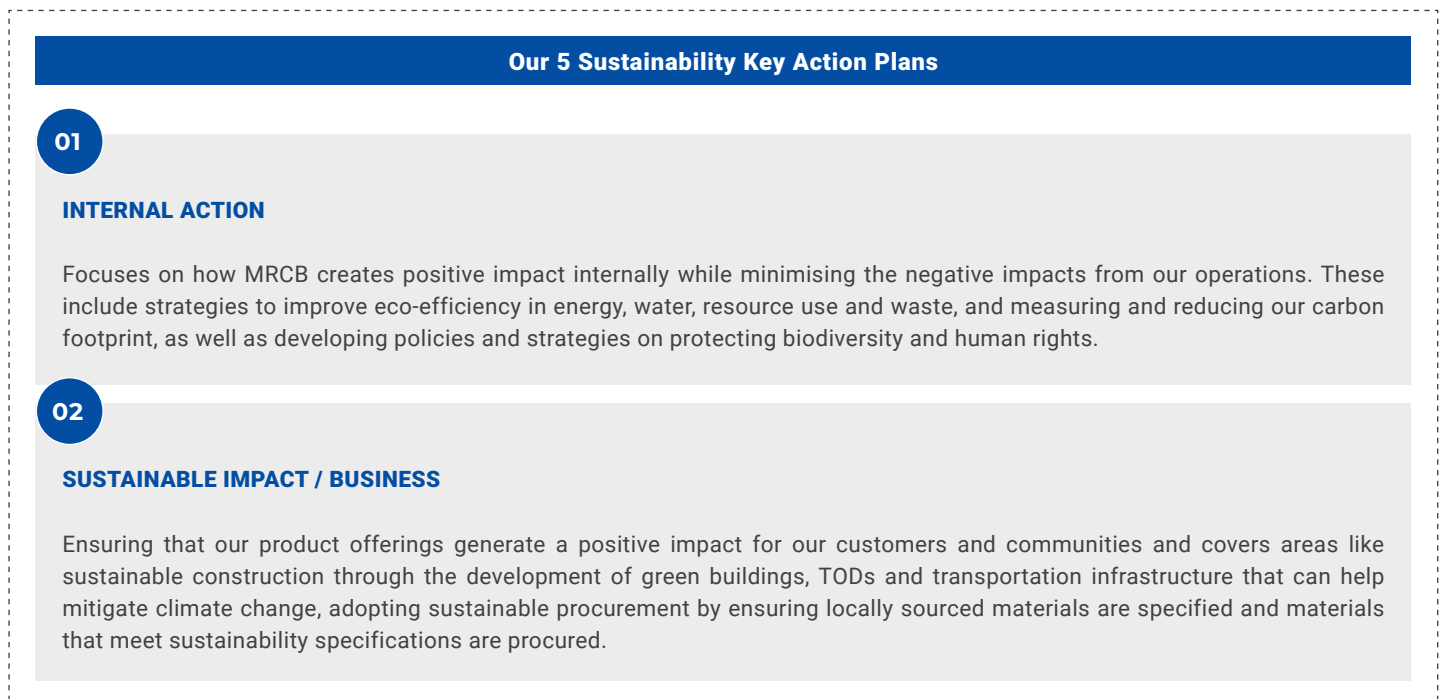 Our 5 Sustainability Key Action Plans
01
INTERNAL ACTION
Focuses on how MRCB creates positive impact internally while minimising the negative impacts from our operations. These
include strategies to improve eco-efficiency in energy, water, resource use and waste, and measuring and reducing our carbon
footprint, as well as developing policies and strategies on protecting biodiversity and human rights.
02
SUSTAINABLE IMPACT / BUSINESS
Ensuring that our product offerings generate a positive impact for our customers and communities and covers areas like
sustainable construction through the development of green buildings, TODs and transportation infrastructure that can help
mitigate climate change, adopting sustainable procurement by ensuring locally sourced materials are specified and materials
that meet sustainability specifications are procured.